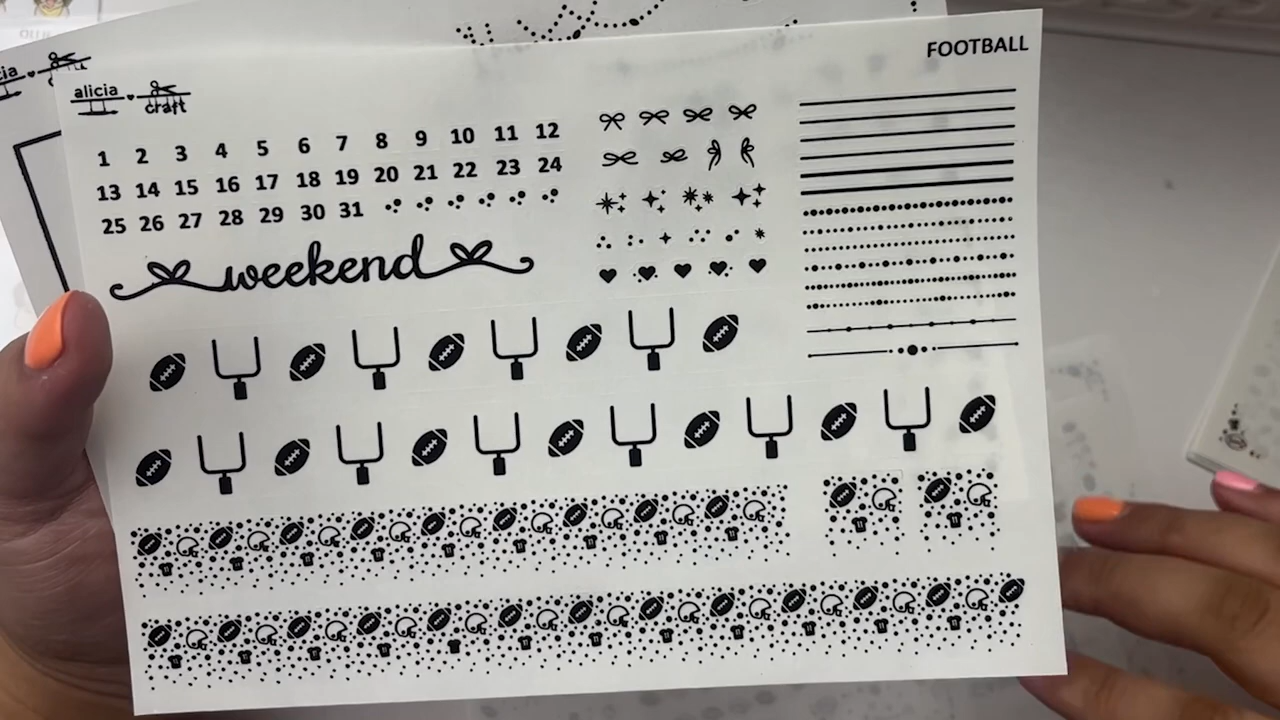 FOOTBALL
alicia craft
1 2 3 4 5 6 7 8 9 10 11 12
13 14 15 16 17 18 19 20 21 22 23 24
25 26 27 28 29 30 31
weekend